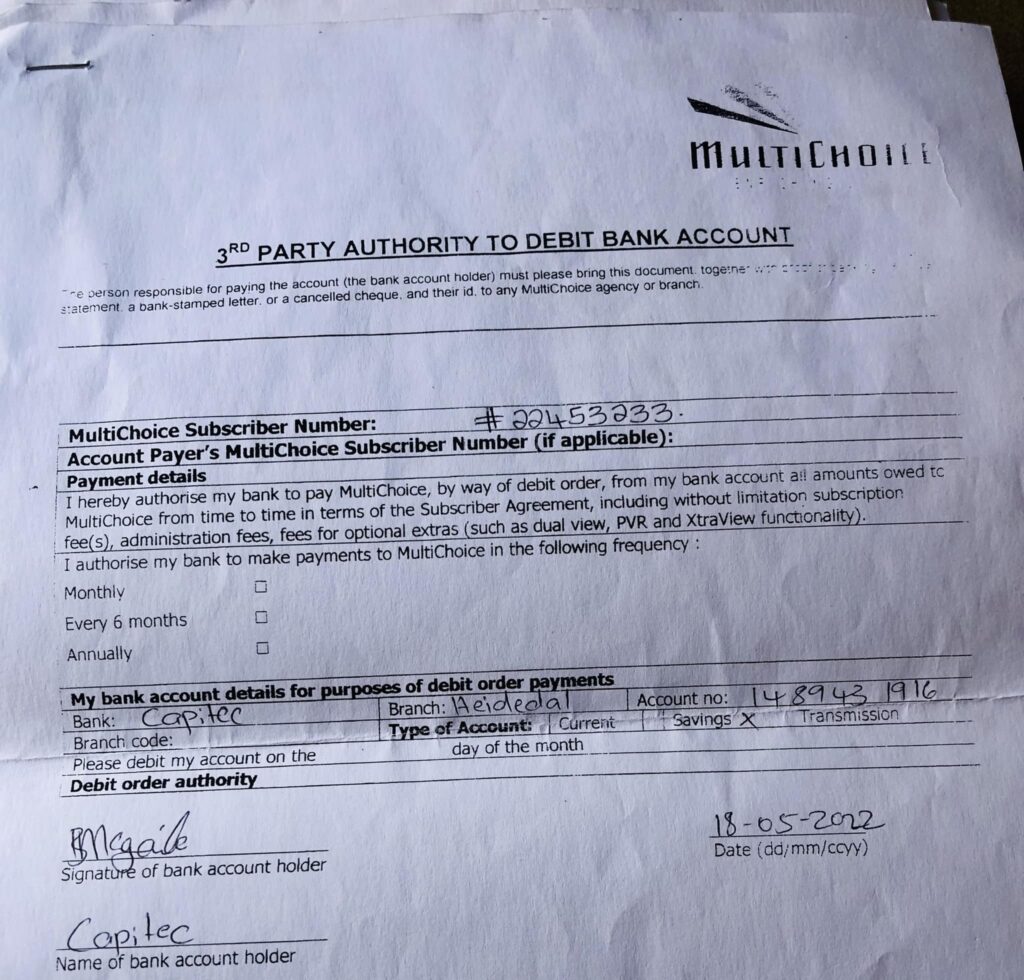 MULTICHOICE
3RD PARTY AUTHORITY TO DEBIT BANK ACCOUNT
The person responsible for paying the account (the bank account holder) must please bring this document, together with
statement, a bank-stamped letter, or a cancelled cheque, and their id, to any MultiChoice agency or branch.
MultiChoice Subscriber Number: # 22453233.
Account Payer's MultiChoice Subscriber Number (if applicable):
Payment details
I hereby authorise my bank to pay MultiChoice, by way of debit order, from my bank account all amounts owed to
MultiChoice from time to time in terms of the Subscriber Agreement, including without limitation subscription
fee(s), administration fees, fees for optional extras (such as dual view, PVR and XtraView functionality).
I authorise my bank to make payments to MultiChoice in the following frequency :
Monthly ☐
Every 6 months ☐
Annually ☐
My bank account details for purposes of debit order payments
Bank: Capitec Branch: Heidedal Account no: 148943 1916
Branch code: Type of Account: Current Savings X Transmission
Please debit my account on the day of the month
Debit order authority
18-05-2022
Signature of bank account holder Date (dd/mm/ccyy)
Capitec
Name of bank account holder